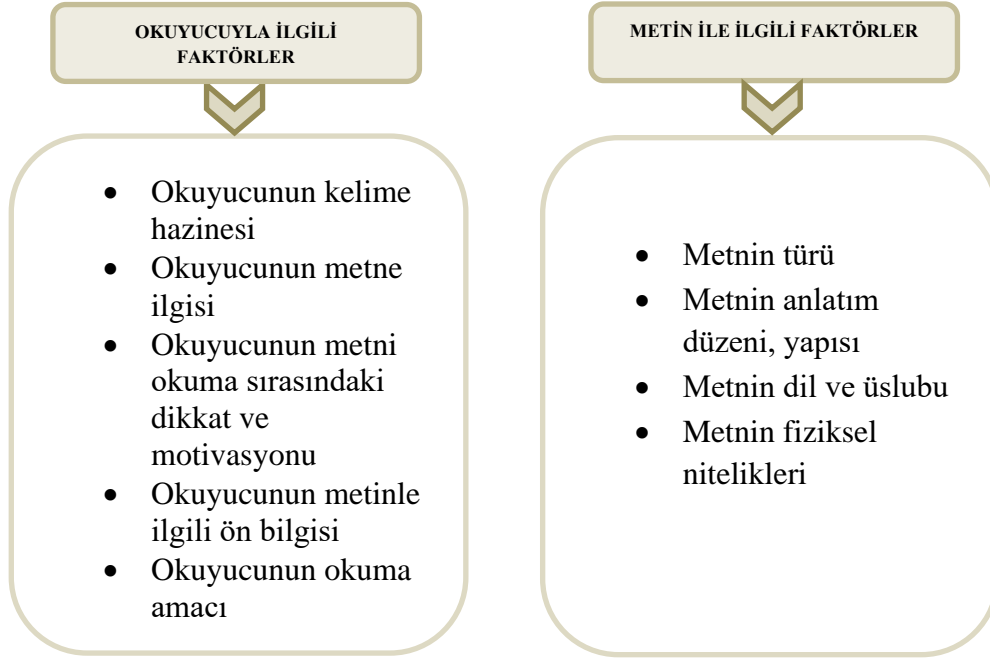 OKUYUCUYLA İLGİLİ
FAKTÖRLER
• Okuyucunun kelime
hazinesi
• Okuyucunun metne
ilgisi
• Okuyucunun metni
okuma sırasındaki
dikkat ve
motivasyonu
• Okuyucunun metinle
ilgili ön bilgisi
• Okuyucunun okuma
amacı
METİN İLE İLGİLİ FAKTÖRLER
• Metnin türü
• Metnin anlatım
düzeni, yapısı
• Metnin dil ve üslubu
• Metnin fiziksel
nitelikleri